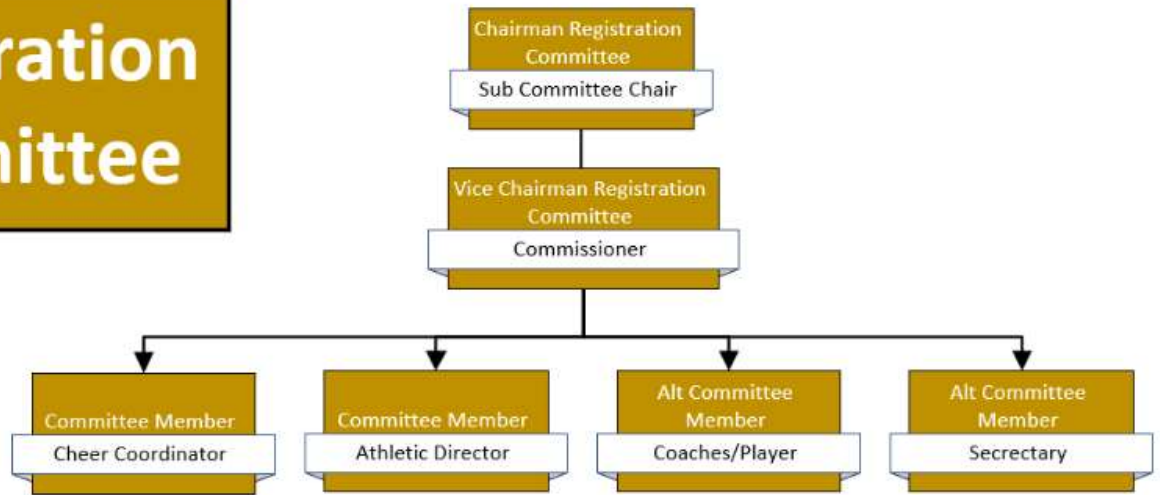 ration
mittee
Chairman Registration
Committee
Sub Committee Chair
Vice Chairman Registration
Committee
Commissioner
Committee Member
Cheer Coordinator
Committee Member
Athletic Director
Alt Committee
Member
Coaches/Player
Alt Committee
Member
Secrectary